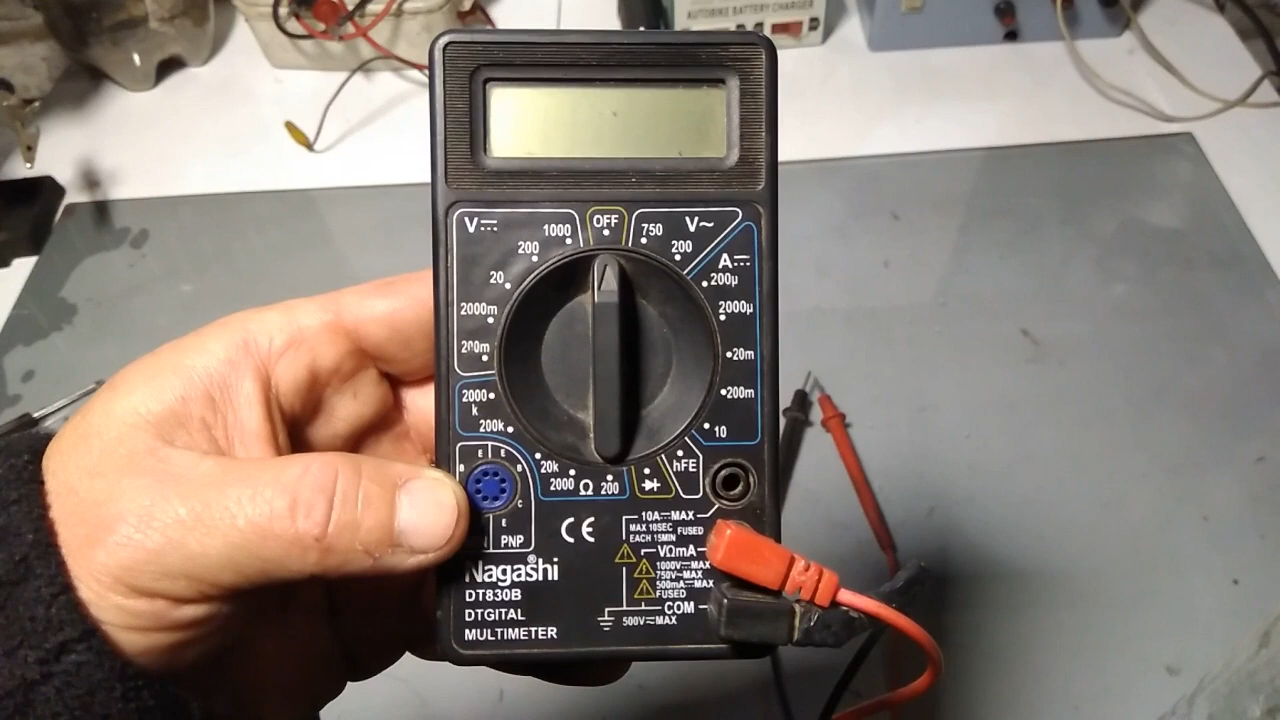 AUTOBIKE BATTERY CHARGER
V⎓
1000
OFF
750
V~
200
200
A⎓
20
200µ
2000m
2000µ
200m
20m
2000
k
200m
200k
10
20k
hFE
2000
Ω
200
E
E
B
B
C
E
PNP
CE
10A⎓MAX
MAX 10SEC FUSED
EACH 15MIN
VΩmA
1000V⎓MAX
750V~MAX
500mA⎓MAX
FUSED
COM
500V≂MAX
Nagashi®
DT830B
DTGITAL
MULTIMETER